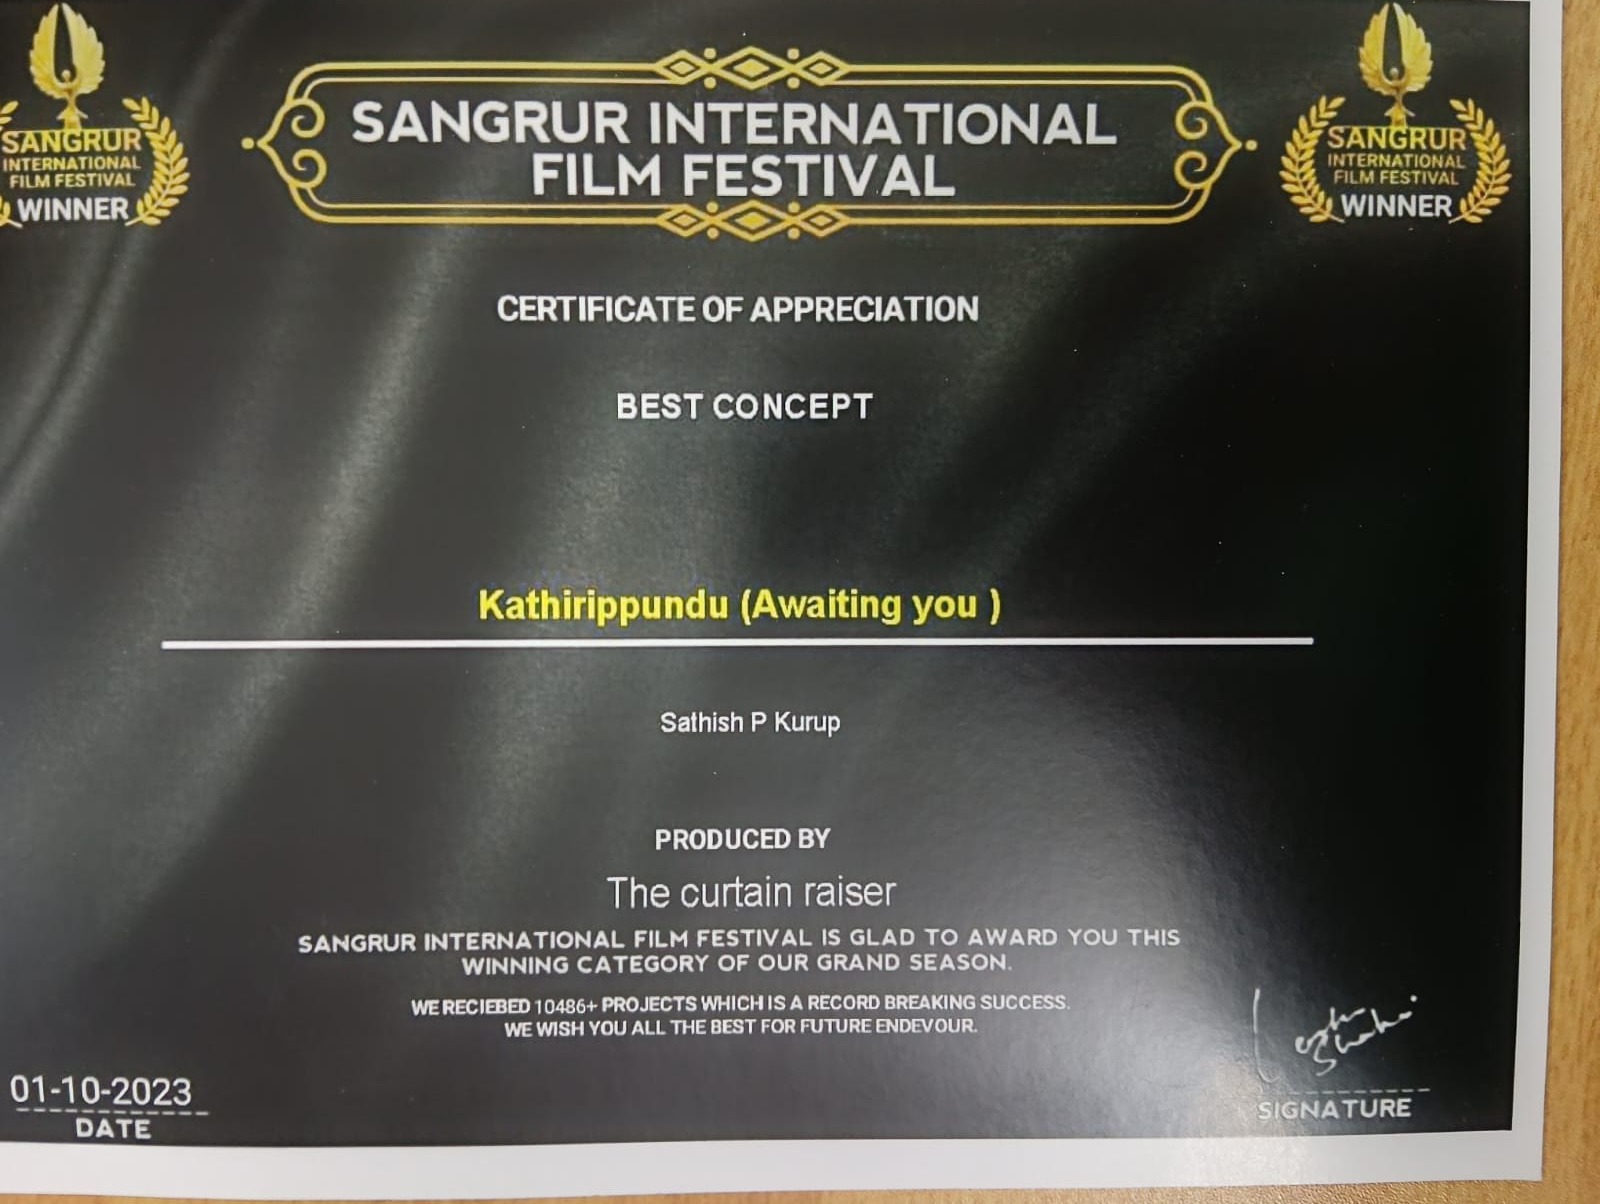 SANGRUR
INTERNATIONAL
FILM FESTIVAL
WINNER
SANGRUR INTERNATIONAL
FILM FESTIVAL
SANGRUR
INTERNATIONAL
FILM FESTIVAL
WINNER
CERTIFICATE OF APPRECIATION
BEST CONCEPT
Kathirippundu (Awaiting you )
Sathish P Kurup
PRODUCED BY
The curtain raiser
SANGRUR INTERNATIONAL FILM FESTIVAL IS GLAD TO AWARD YOU THIS
WINNING CATEGORY OF OUR GRAND SEASON.
WE RECIEBED 10486+ PROJECTS WHICH IS A RECORD BREAKING SUCCESS.
WE WISH YOU ALL THE BEST FOR FUTURE ENDEVOUR.
01-10-2023
DATE
SIGNATURE